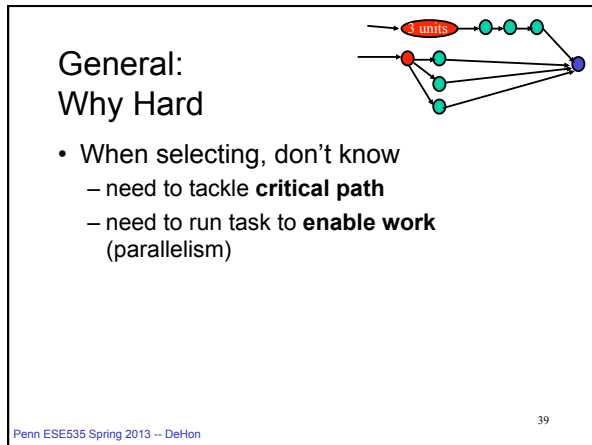 3 units
General:
Why Hard
• When selecting, don't know
– need to tackle critical path
– need to run task to enable work
(parallelism)
39
Penn ESE535 Spring 2013 -- DeHon